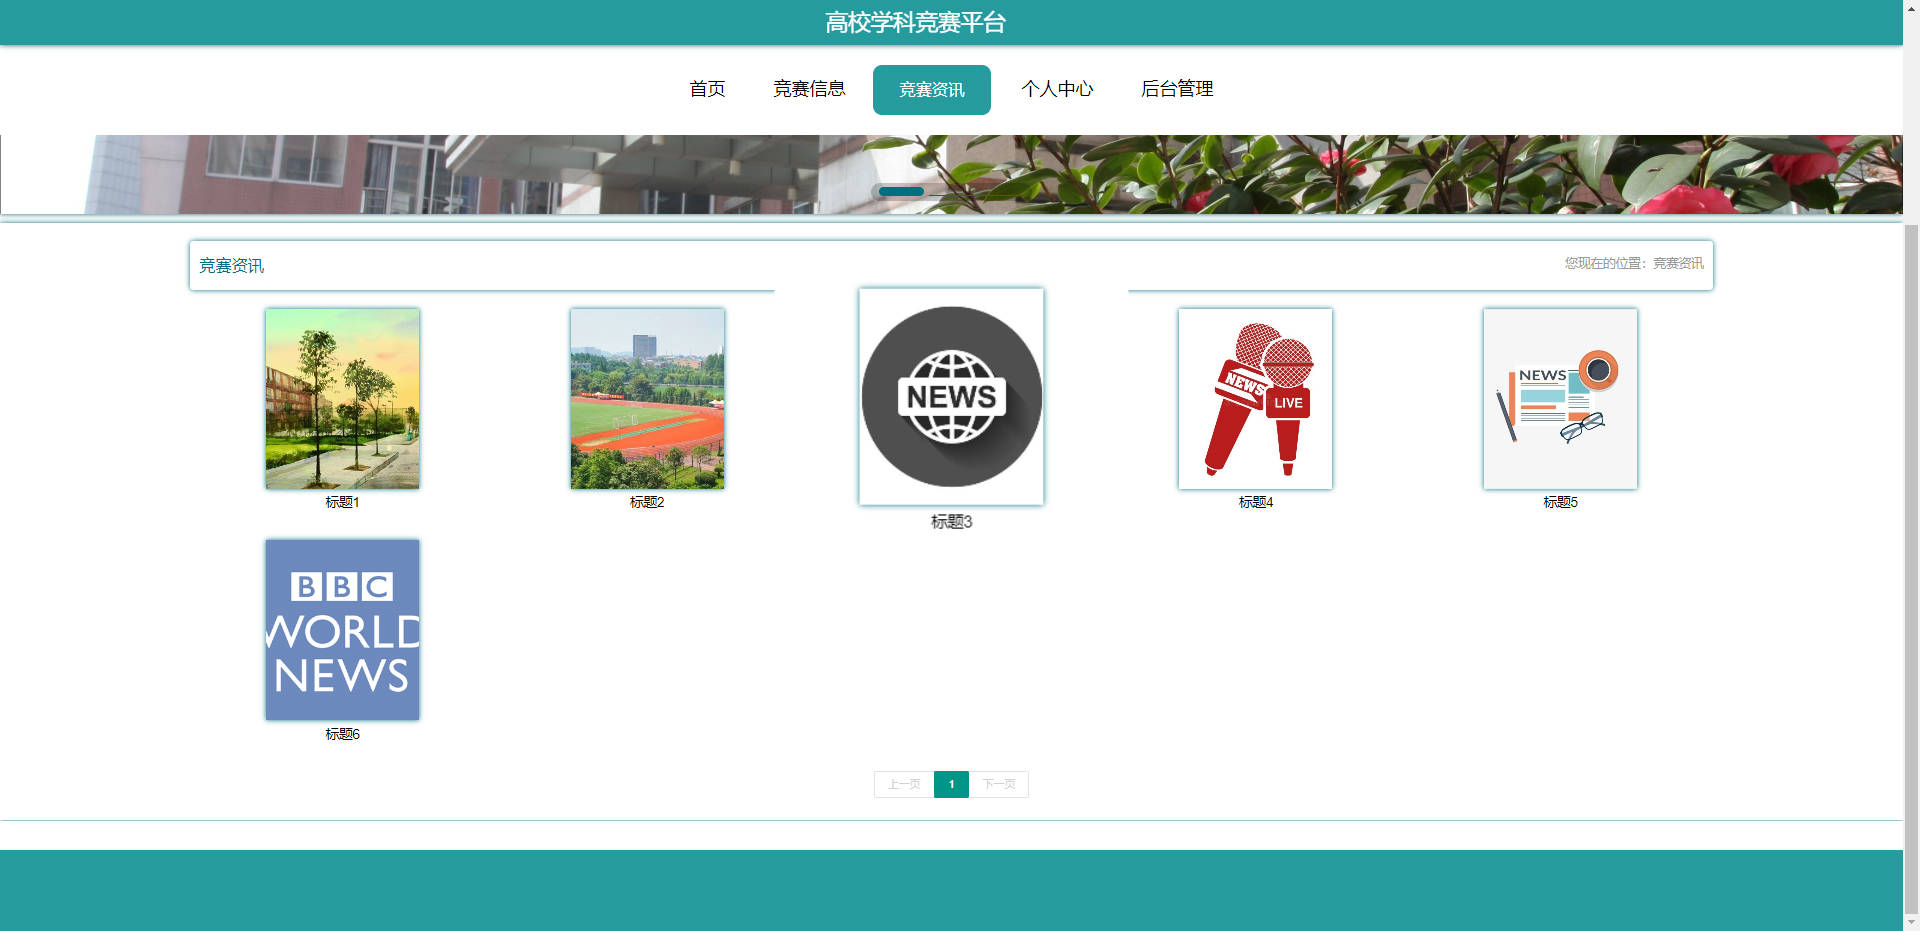 高校学科竞赛平台
首页 竞赛信息 竞赛资讯 个人中心 后台管理
竞赛资讯
您现在的位置：竞赛资讯
NEWS
NEWS
LIVE
NEWS
标题1
标题2
标题3
标题4
标题5
BBC
WORLD
NEWS
标题6
上一页 1 下一页